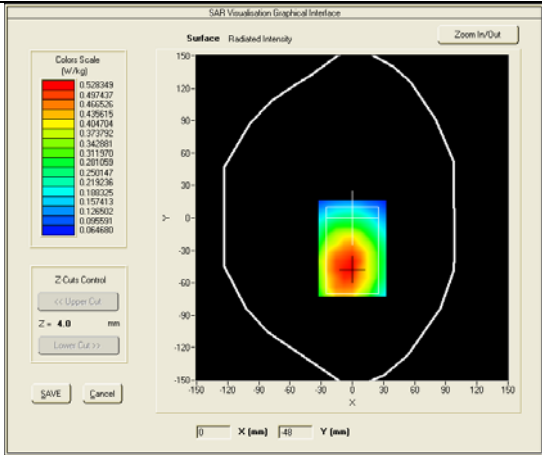 SAR Visualisation Graphical Interface
Surface Radiated Intensity
Zoom In/Out
Colors Scale
(W/kg)
0.528349
0.497437
0.466526
0.435615
0.404704
0.373792
0.342881
0.311970
0.281059
0.250147
0.219236
0.188325
0.157413
0.126502
0.095591
0.064680
Z-Cuts Control
<< Upper Cut
Z = 4.0 mm
Lower Cut >>
SAVE Cancel
150-
120-
90-
60-
30-
0-
-30-
-60-
-90-
-120-
-150-
Y
-150 -120 -90 -60 -30 0 30 60 90 120 150
X
0 X (mm) -48 Y (mm)